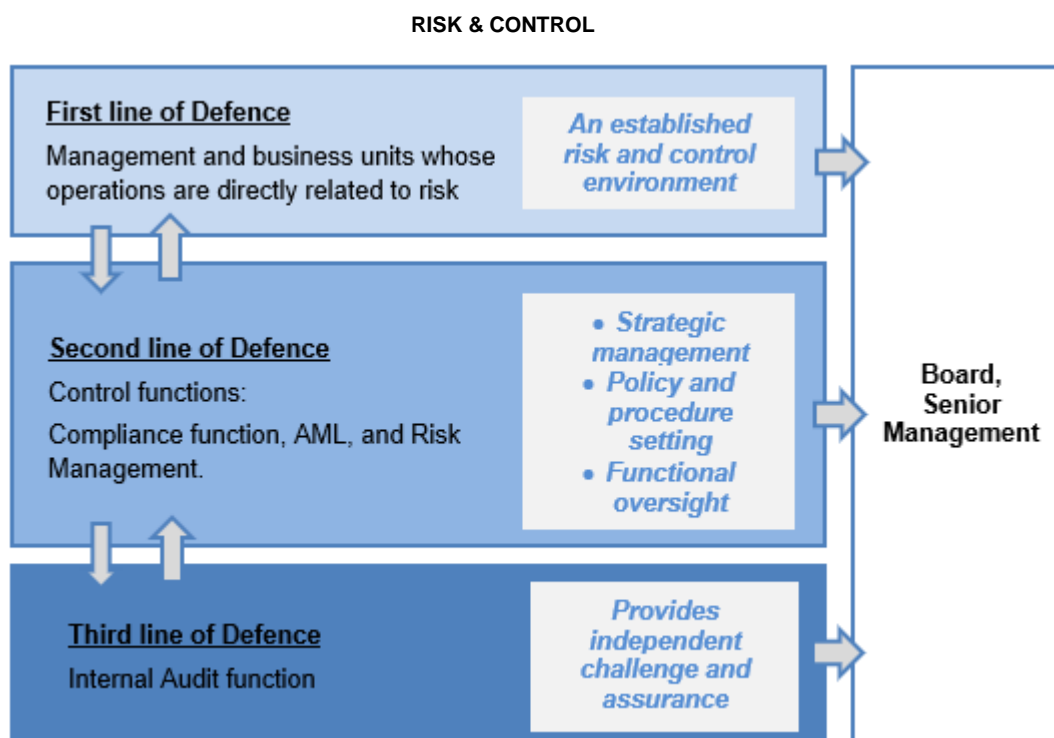 RISK & CONTROL
First line of Defence
Management and business units whose
operations are directly related to risk
An established
risk and control
environment
Second line of Defence
Control functions:
Compliance function, AML, and Risk
Management.
• Strategic
management
• Policy and
procedure
setting
• Functional
oversight
Third line of Defence
Internal Audit function
Provides
independent
challenge and
assurance
Board,
Senior
Management